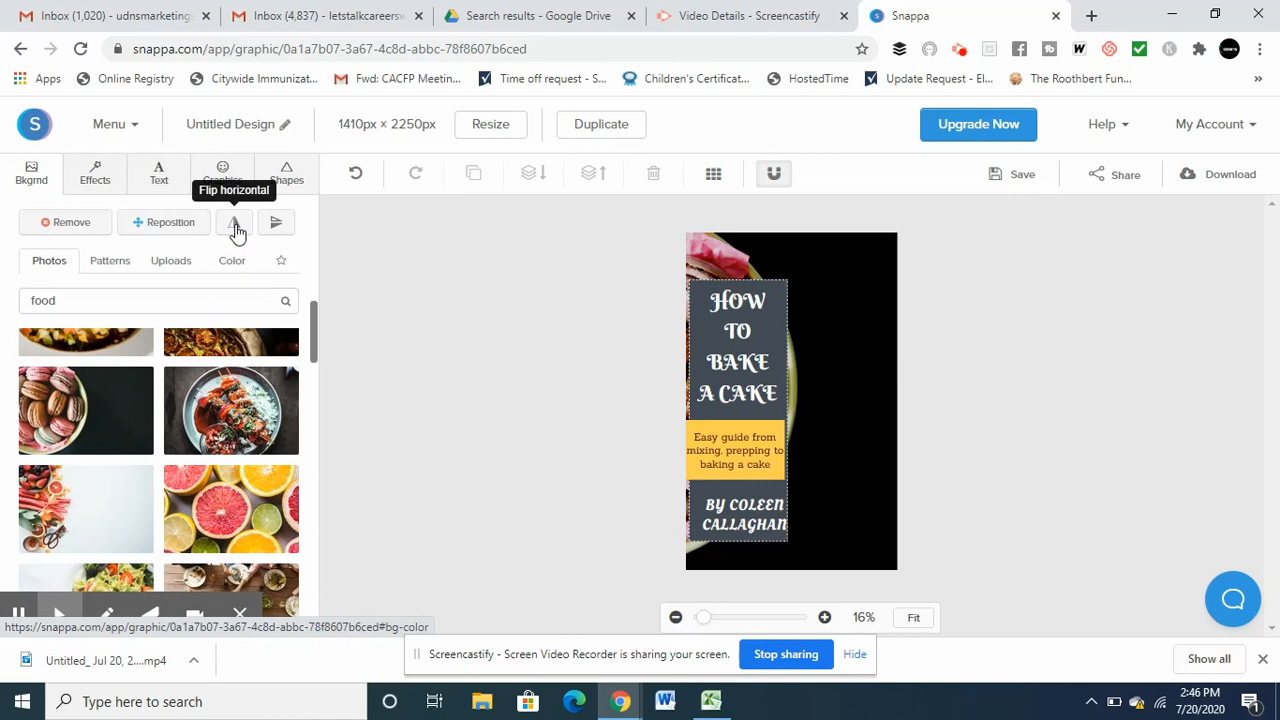 Inbox (1,020) - udnsmarketing
Inbox (4,837) - letstalkcareersw
Search results - Google Drive
Video Details - Screencastify
Snappa
snappa.com/app/graphic/0a1a7b07-3a67-4c8d-abbc-78f8607b6ced
Apps
Online Registry
Citywide Immunizat...
Fwd: CACFP Meetin...
Time off request - S...
Children's Certificat...
HostedTime
Update Request - El...
The Roothbert Fun...
S
Menu
Untitled Design
1410px × 2250px
Resize
Duplicate
Upgrade Now
Help
My Account
Bkgrnd
Effects
Text
Graphics
Shapes
Save
Share
Download
Flip horizontal
Remove
Reposition
Photos
Patterns
Uploads
Color
food
HOW
TO
BAKE
A CAKE
Easy guide from
mixing, prepping to
baking a cake
BY COLEEN
CALLAGHAN
16%
Fit
https://snappa.com/app/graphic/0a1a7b07-3a67-4c8d-abbc-78f8607b6ced#bg-color
Screencastify - Screen Video Recorder is sharing your screen.
Stop sharing
Hide
Untitled_ Jul 20, 2....mp4
Show all
Type here to search
2:46 PM
7/20/2020
1